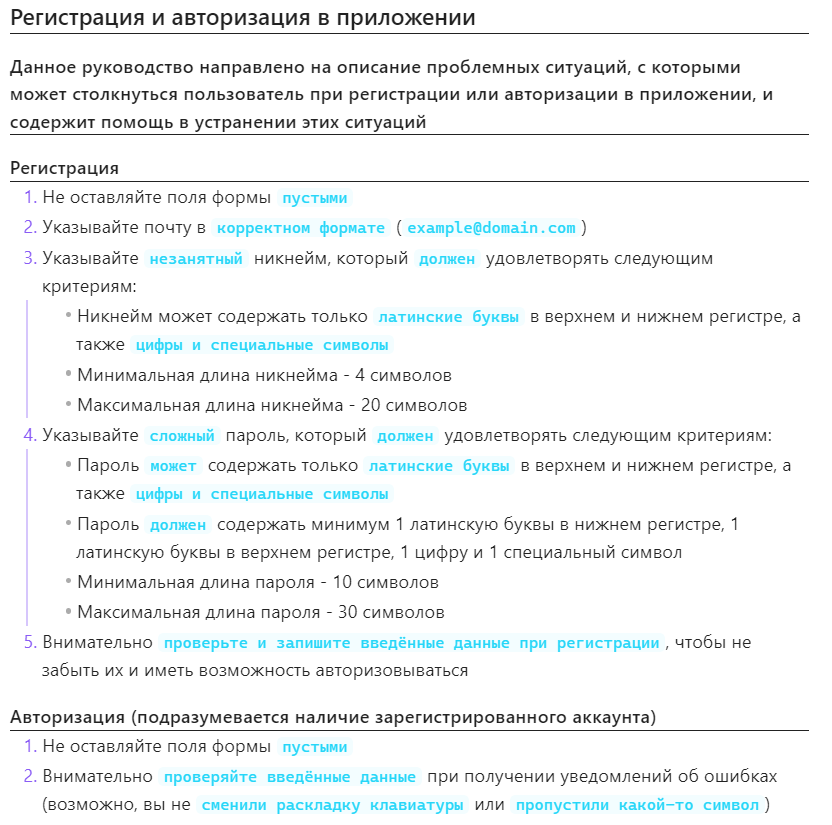 Регистрация и авторизация в приложении
Данное руководство направлено на описание проблемных ситуаций, с которыми
может столкнуться пользователь при регистрации или авторизации в приложении, и
содержит помощь в устранении этих ситуаций
Регистрация
1. Не оставляйте поля формы пустыми
2. Указывайте почту в корректном формате (example@domain.com)
3. Указывайте незанятный никнейм, который должен удовлетворять следующим
критериям:
• Никнейм может содержать только латинские буквы в верхнем и нижнем регистре, а
также цифры и специальные символы
• Минимальная длина никнейма - 4 символов
• Максимальная длина никнейма - 20 символов
4. Указывайте сложный пароль, который должен удовлетворять следующим критериям:
• Пароль может содержать только латинские буквы в верхнем и нижнем регистре, а
также цифры и специальные символы
• Пароль должен содержать минимум 1 латинскую буквы в нижнем регистре, 1
латинскую буквы в верхнем регистре, 1 цифру и 1 специальный символ
• Минимальная длина пароля - 10 символов
• Максимальная длина пароля - 30 символов
5. Внимательно проверьте и запишите введённые данные при регистрации, чтобы не
забыть их и иметь возможность авторизовываться
Авторизация (подразумевается наличие зарегистрированного аккаунта)
1. Не оставляйте поля формы пустыми
2. Внимательно проверяйте введённые данные при получении уведомлений об ошибках
(возможно, вы не сменили раскладку клавиатуры или пропустили какой-то символ)